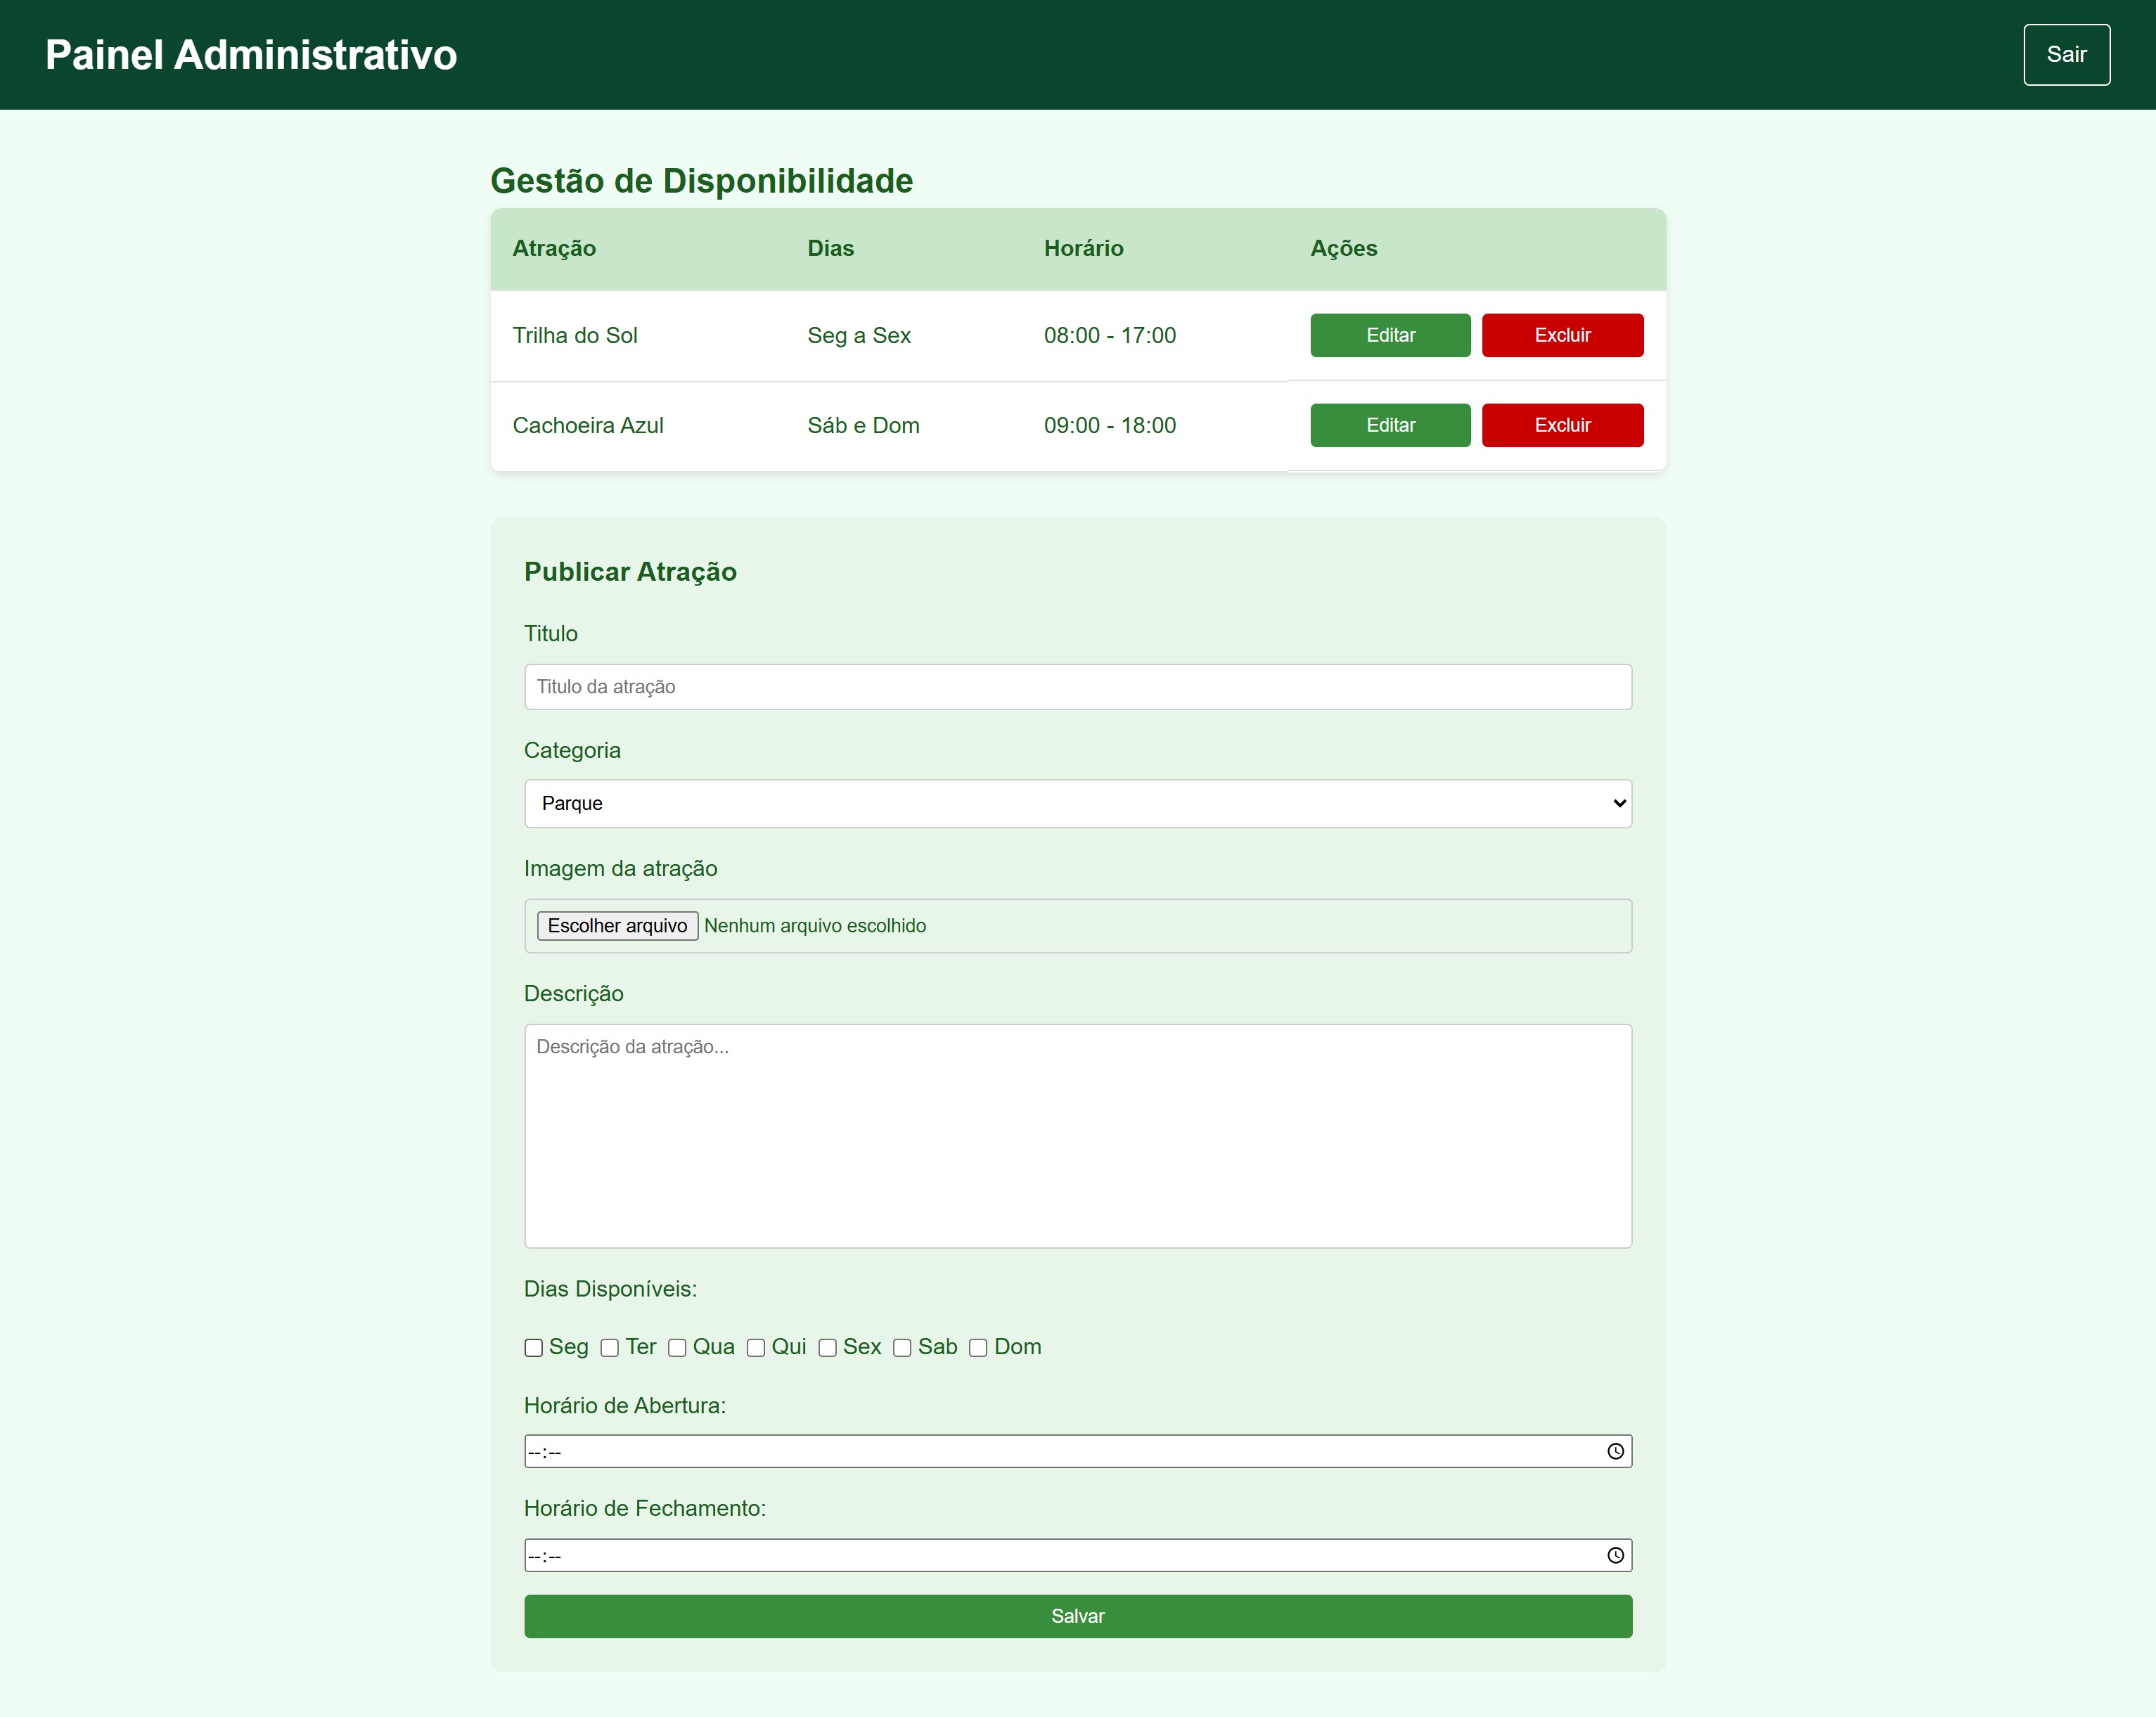 Painel Administrativo Sair
Gestão de Disponibilidade
Atração Dias Horário Ações
Trilha do Sol Seg a Sex 08:00 - 17:00 Editar Excluir
Cachoeira Azul Sáb e Dom 09:00 - 18:00 Editar Excluir
Publicar Atração
Titulo
Titulo da atração
Categoria
Parque
Imagem da atração
Escolher arquivo Nenhum arquivo escolhido
Descrição
Descrição da atração...
Dias Disponíveis:
Seg Ter Qua Qui Sex Sab Dom
Horário de Abertura:
--:--
Horário de Fechamento:
--:--
Salvar